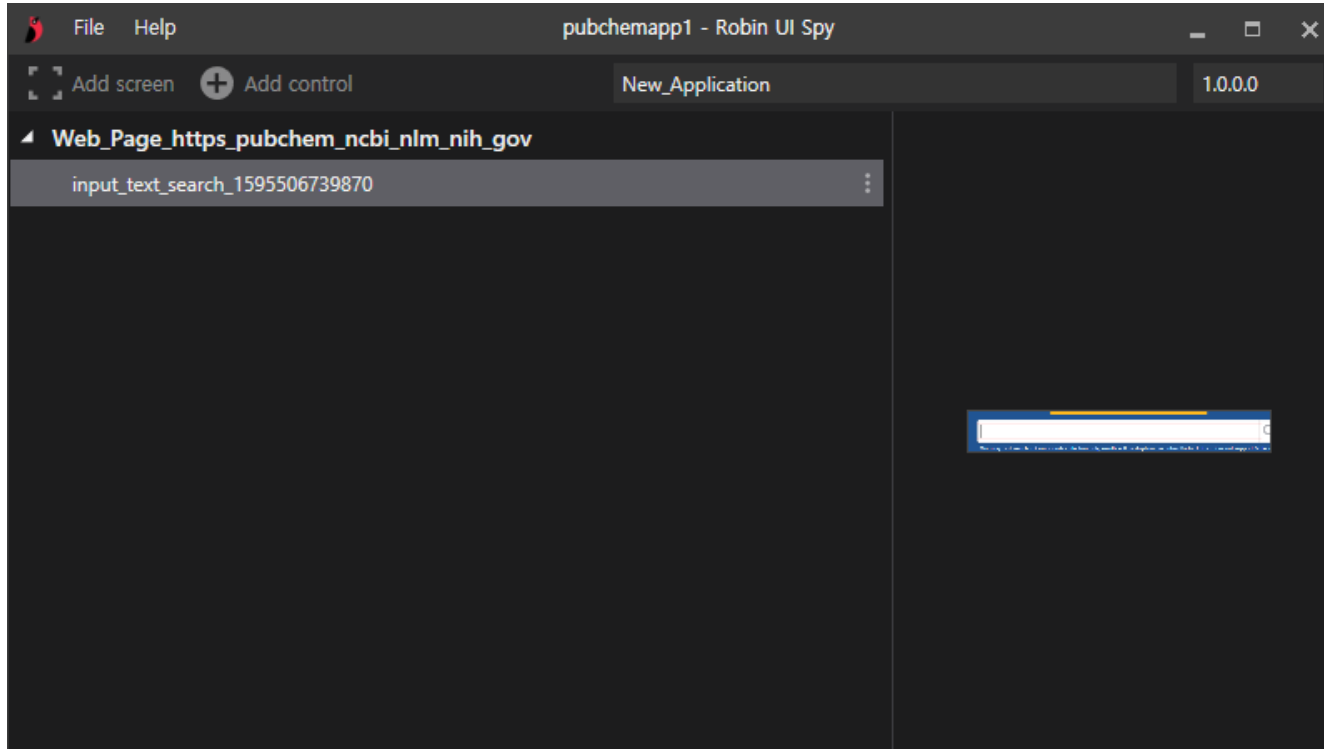 File Help pubchemapp1 - Robin UI Spy
Add screen Add control New_Application 1.0.0.0
Web_Page_https_pubchem_ncbi_nlm_nih_gov
input_text_search_1595506739870